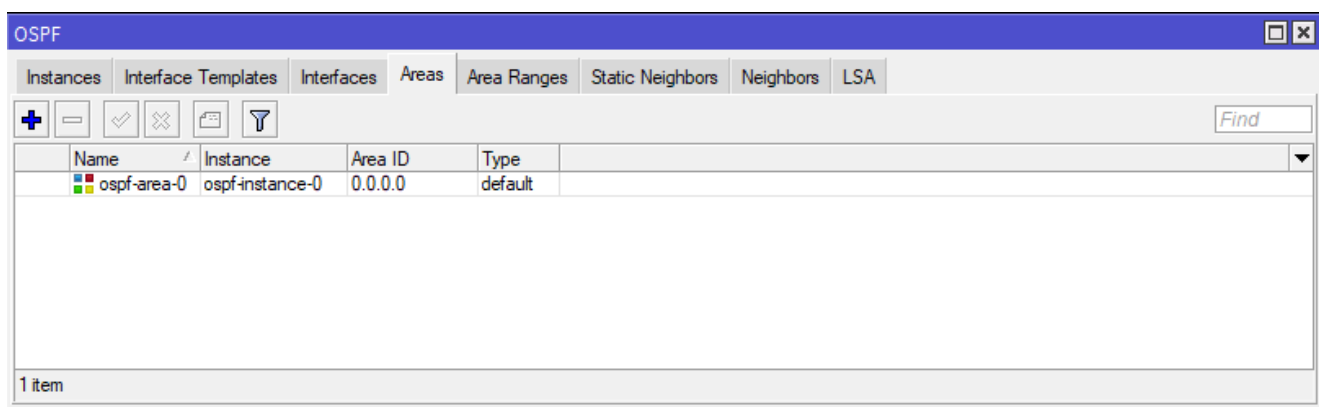 OSPF
Instances Interface Templates Interfaces Areas Area Ranges Static Neighbors Neighbors LSA
Find
Name Instance Area ID Type
ospf-area-0 ospf-instance-0 0.0.0.0 default
1 item